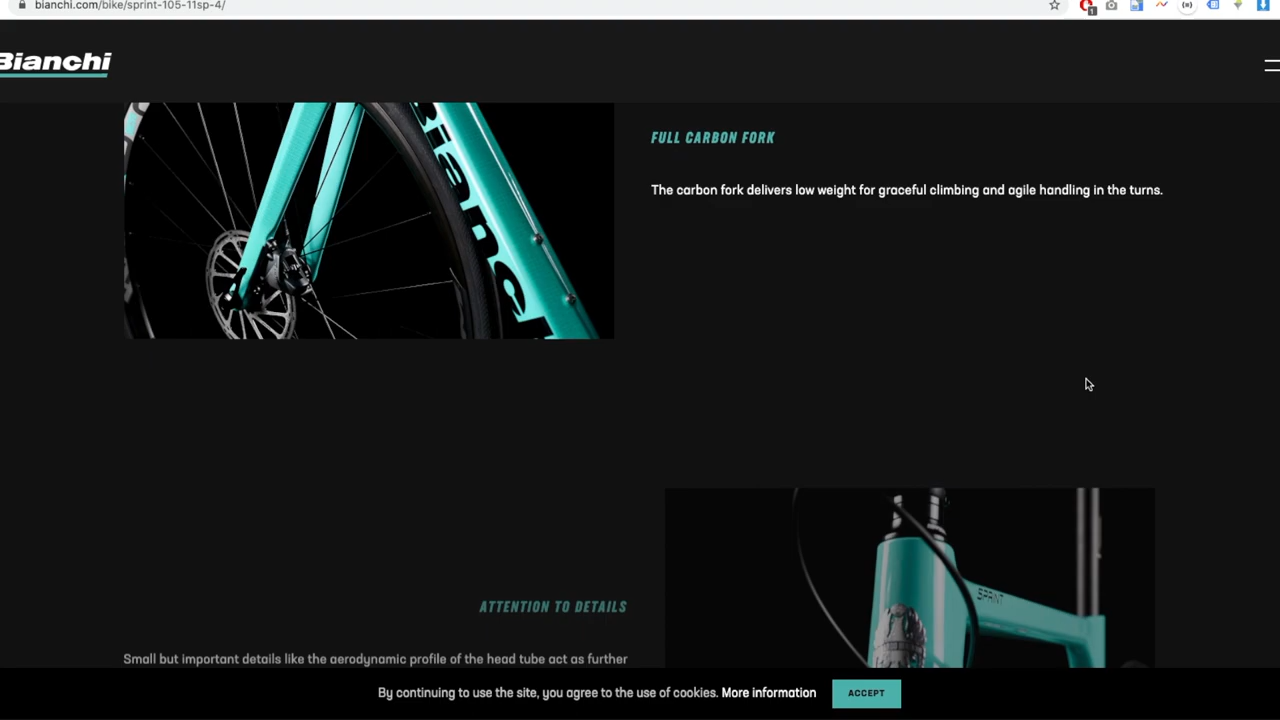 bianchi.com/bike/sprint-105-11sp-4/
Bianchi
FULL CARBON FORK
The carbon fork delivers low weight for graceful climbing and agile handling in the turns.
Bianchi
SPRINT
ATTENTION TO DETAILS
Small but important details like the aerodynamic profile of the head tube act as further
By continuing to use the site, you agree to the use of cookies. More information
ACCEPT